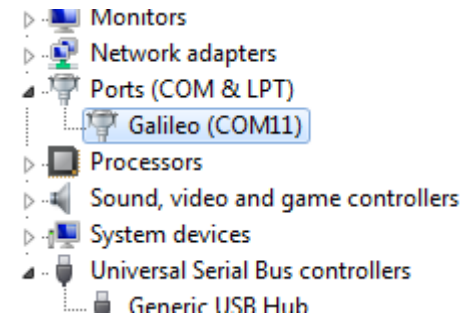 Monitors
Network adapters
Ports (COM & LPT)
Galileo (COM11)
Processors
Sound, video and game controllers
System devices
Universal Serial Bus controllers
Generic USB Hub